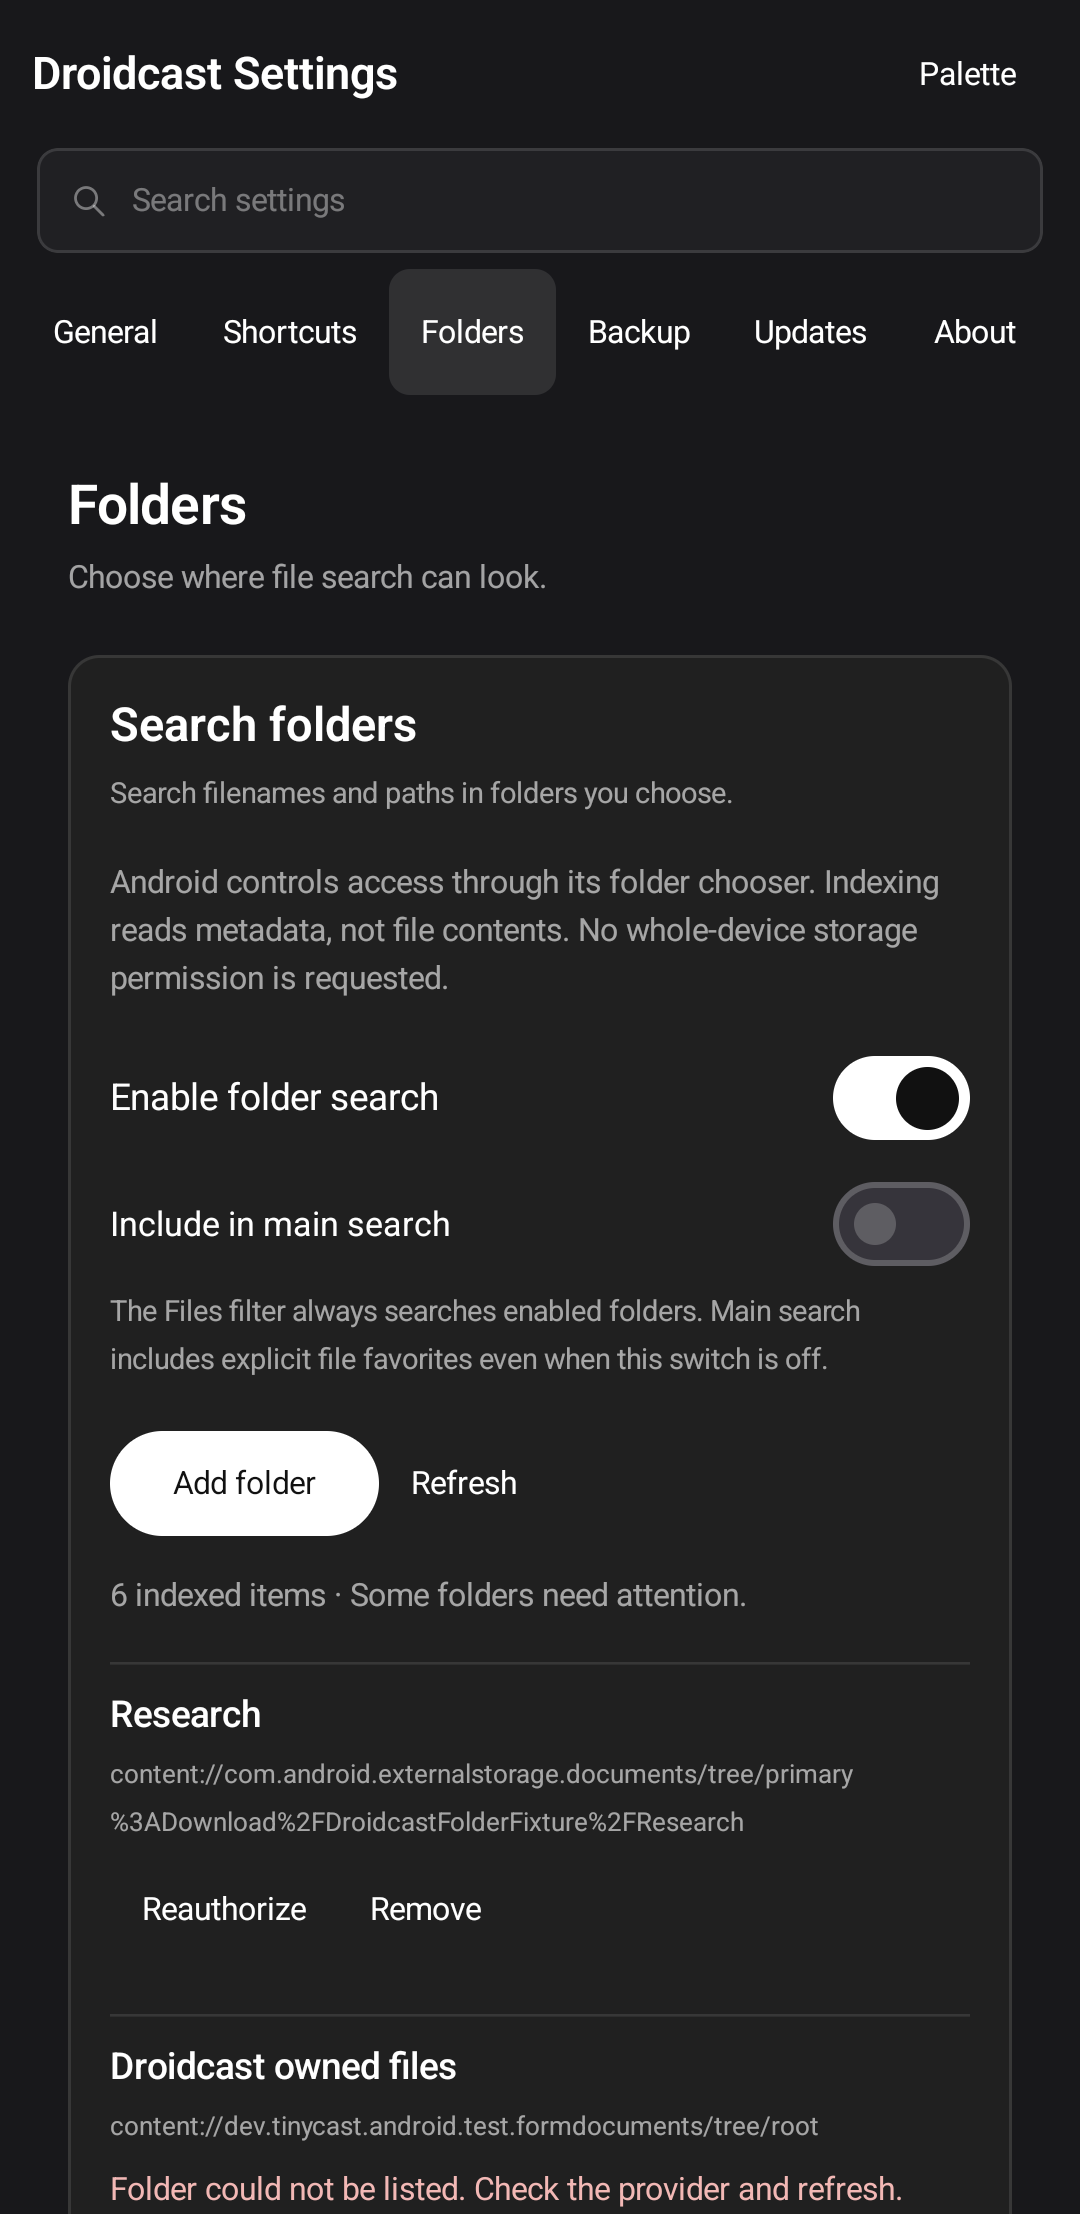 Droidcast Settings
Palette
Search settings
General
Shortcuts
Folders
Backup
Updates
About
Folders
Choose where file search can look.
Search folders
Search filenames and paths in folders you choose.
Android controls access through its folder chooser. Indexing
reads metadata, not file contents. No whole-device storage
permission is requested.
Enable folder search
Include in main search
The Files filter always searches enabled folders. Main search
includes explicit file favorites even when this switch is off.
Add folder
Refresh
6 indexed items · Some folders need attention.
Research
content://com.android.externalstorage.documents/tree/primary
%3ADownload%2FDroidcastFolderFixture%2FResearch
Reauthorize
Remove
Droidcast owned files
content://dev.tinycast.android.test.formdocuments/tree/root
Folder could not be listed. Check the provider and refresh.